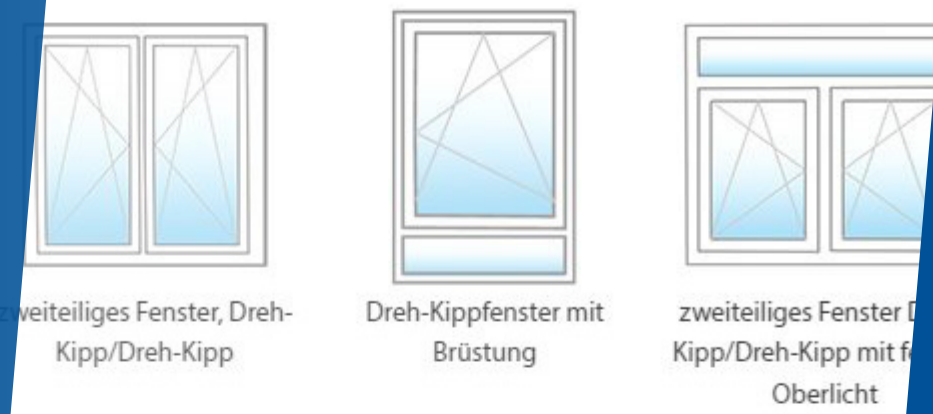 zweiteiliges Fenster, Dreh-
Kipp/Dreh-Kipp
Dreh-Kippfenster mit
Brüstung
zweiteiliges Fenster
Kipp/Dreh-Kipp mit
Oberlicht